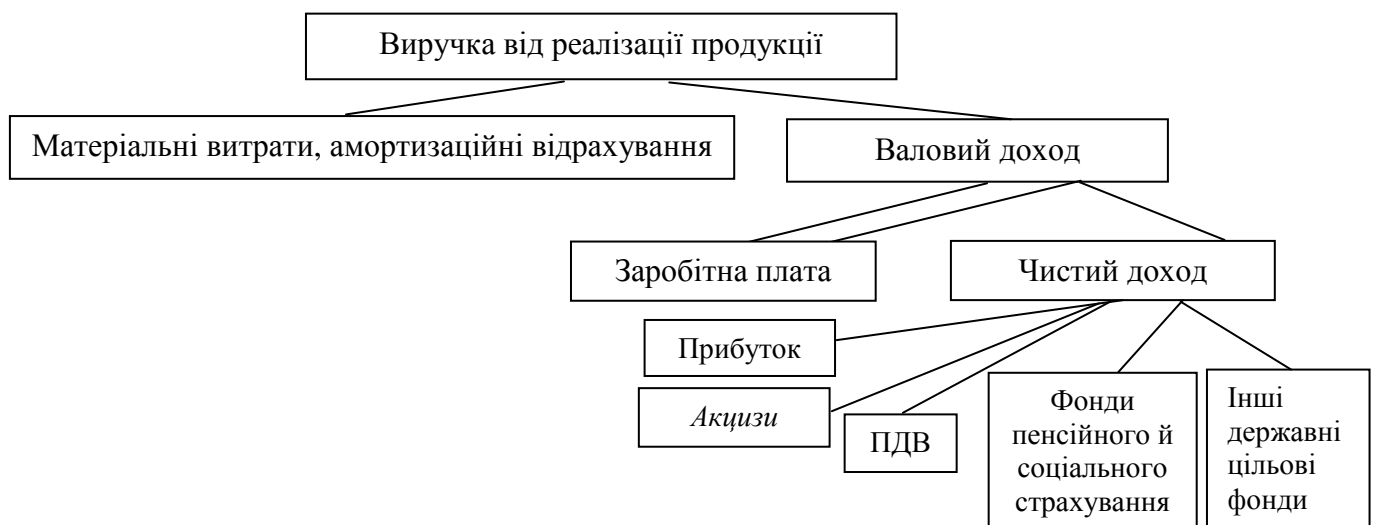 Виручка від реалізації продукції
Матеріальні витрати, амортизаційні відрахування
Валовий доход
Заробітна плата
Чистий доход
Прибуток
Акцизи
ПДВ
Фонди
пенсійного й
соціального
страхування
Інші
державні
цільові
фонди